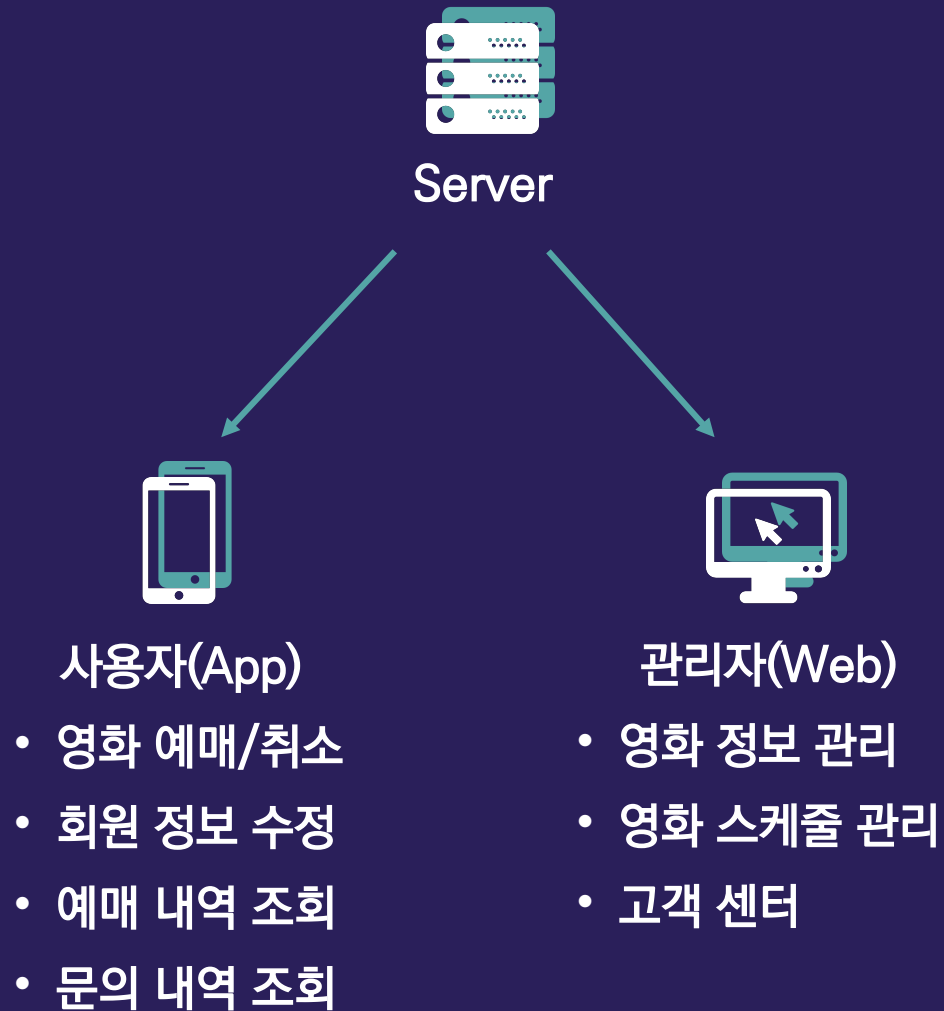 Server
사용자(App)
• 영화 예매/취소
• 회원 정보 수정
• 예매 내역 조회
• 문의 내역 조회
관리자(Web)
• 영화 정보 관리
• 영화 스케줄 관리
• 고객 센터